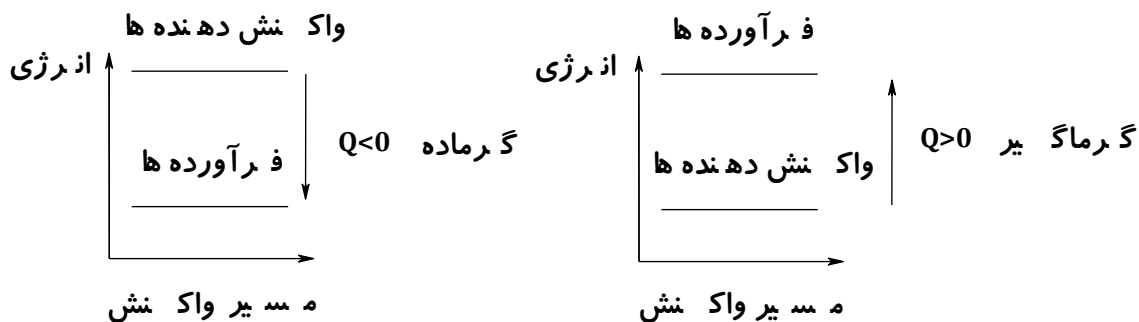 واکنش دهنده ها
انرژی
فرآورده ها
گرماده Q<0
مسیر واکنش
فرآورده ها
انرژی
واکنش دهنده ها
گرماگیر Q>0
مسیر واکنش